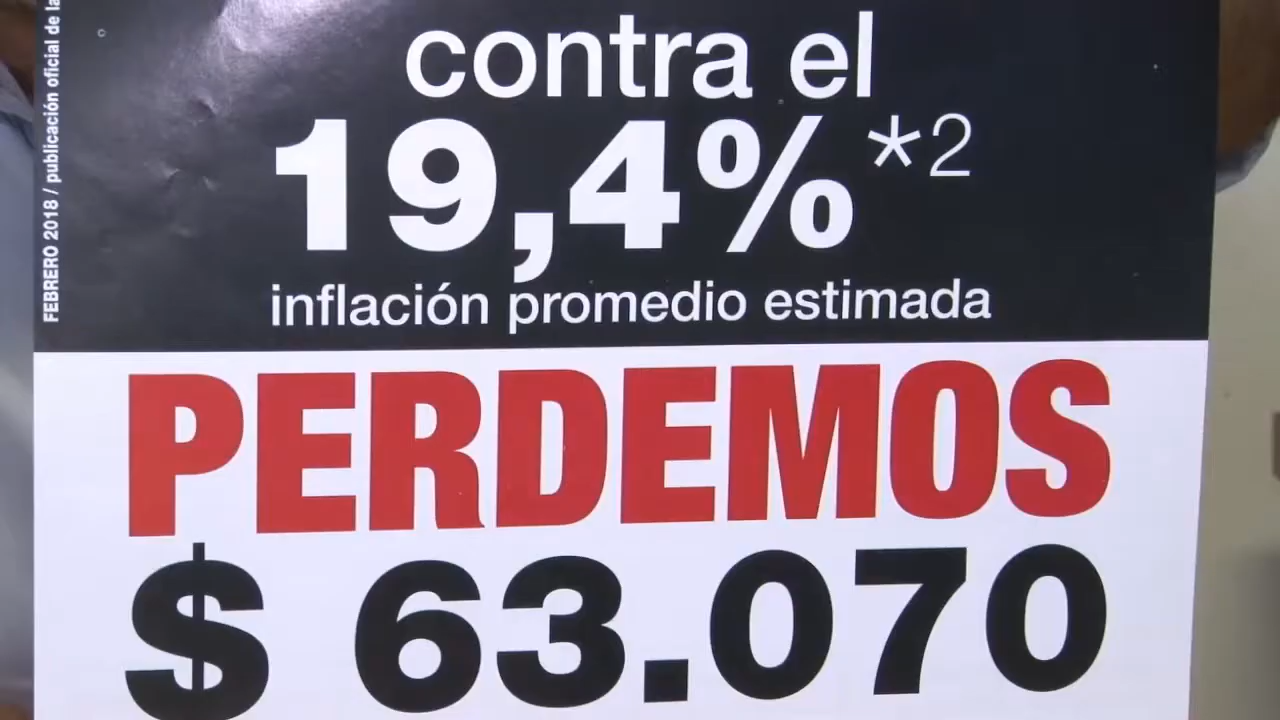 contra el
19,4% *2
inflación promedio estimada
PERDEMOS
$ 63.070
FEBRERO 2018 / publicación oficial de la